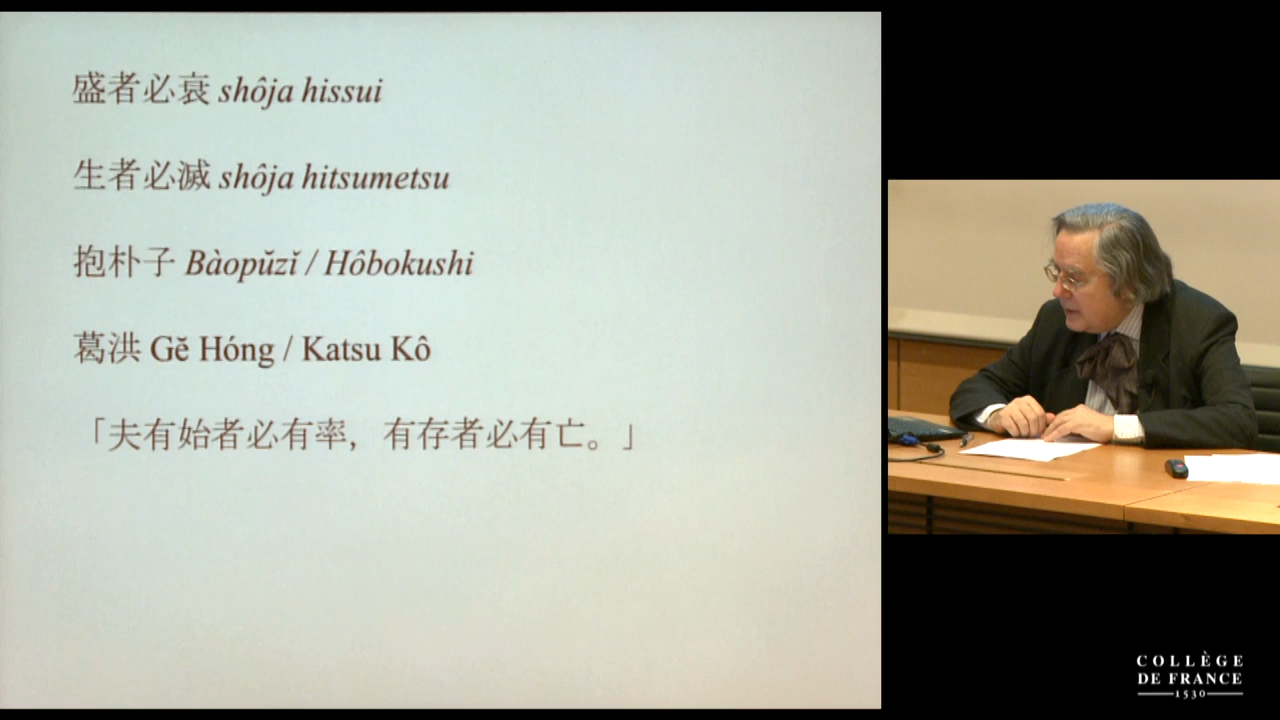 盛者必衰 shôja hissui
生者必滅 shôja hitsumetsu
抱朴子 Bàopŭzĭ / Hôbokushi
葛洪 Gĕ Hóng / Katsu Kô
「夫有始者必有率，有存者必有亡。」
COLLÈGE
DE FRANCE
1530